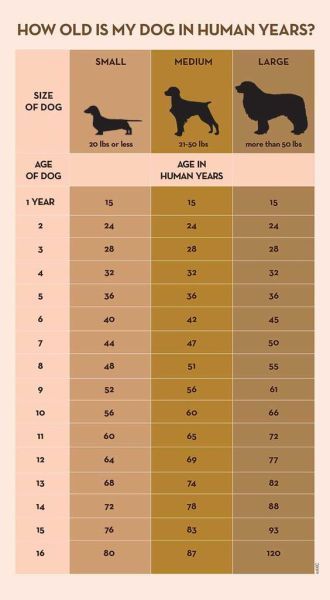 HOW OLD IS MY DOG IN HUMAN YEARS?
SIZE OF DOG SMALL MEDIUM LARGE
20 lbs or less 21-50 lbs more than 50 lbs
AGE OF DOG AGE IN HUMAN YEARS
1 YEAR 15 15 15
2 24 24 24
3 28 28 28
4 32 32 32
5 36 36 36
6 40 42 45
7 44 47 50
8 48 51 55
9 52 56 61
10 56 60 66
11 60 65 72
12 64 69 77
13 68 74 82
14 72 78 88
15 76 83 93
16 80 87 120